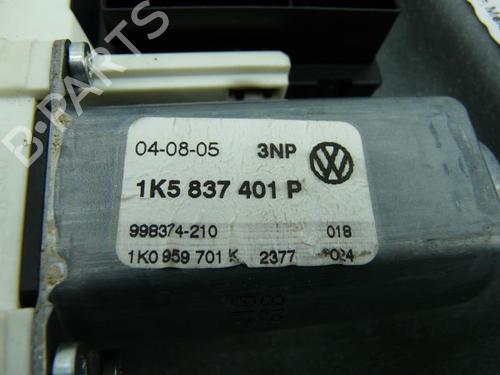 04-08-05 3NP
1K5 837 401 P
998374-210 018
1K0 959 701 K 2377 024
B-PARTS